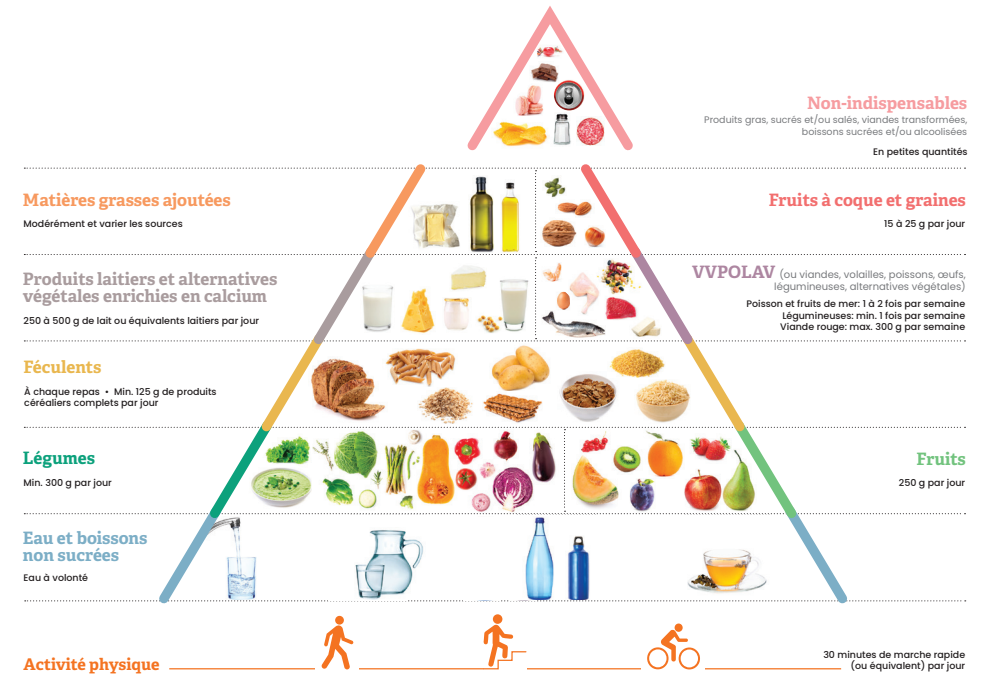 Non-indispensables
Produits gras, sucrés et/ou salés, viandes transformées,
boissons sucrées et/ou alcoolisées
En petites quantités
Matières grasses ajoutées
Modérément et varier les sources
Fruits à coque et graines
15 à 25 g par jour
Produits laitiers et alternatives
végétales enrichies en calcium
250 à 500 g de lait ou équivalents laitiers par jour
VVPOLAV (ou viandes, volailles, poissons, œufs,
légumineuses, alternatives végétales)
Poisson et fruits de mer: 1 à 2 fois par semaine
Légumineuses: min. 1 fois par semaine
Viande rouge: max. 300 g par semaine
Féculents
À chaque repas • Min. 125 g de produits
céréaliers complets par jour
Légumes
Min. 300 g par jour
Fruits
250 g par jour
Eau et boissons
non sucrées
Eau à volonté
Activité physique
30 minutes de marche rapide
(ou équivalent) par jour